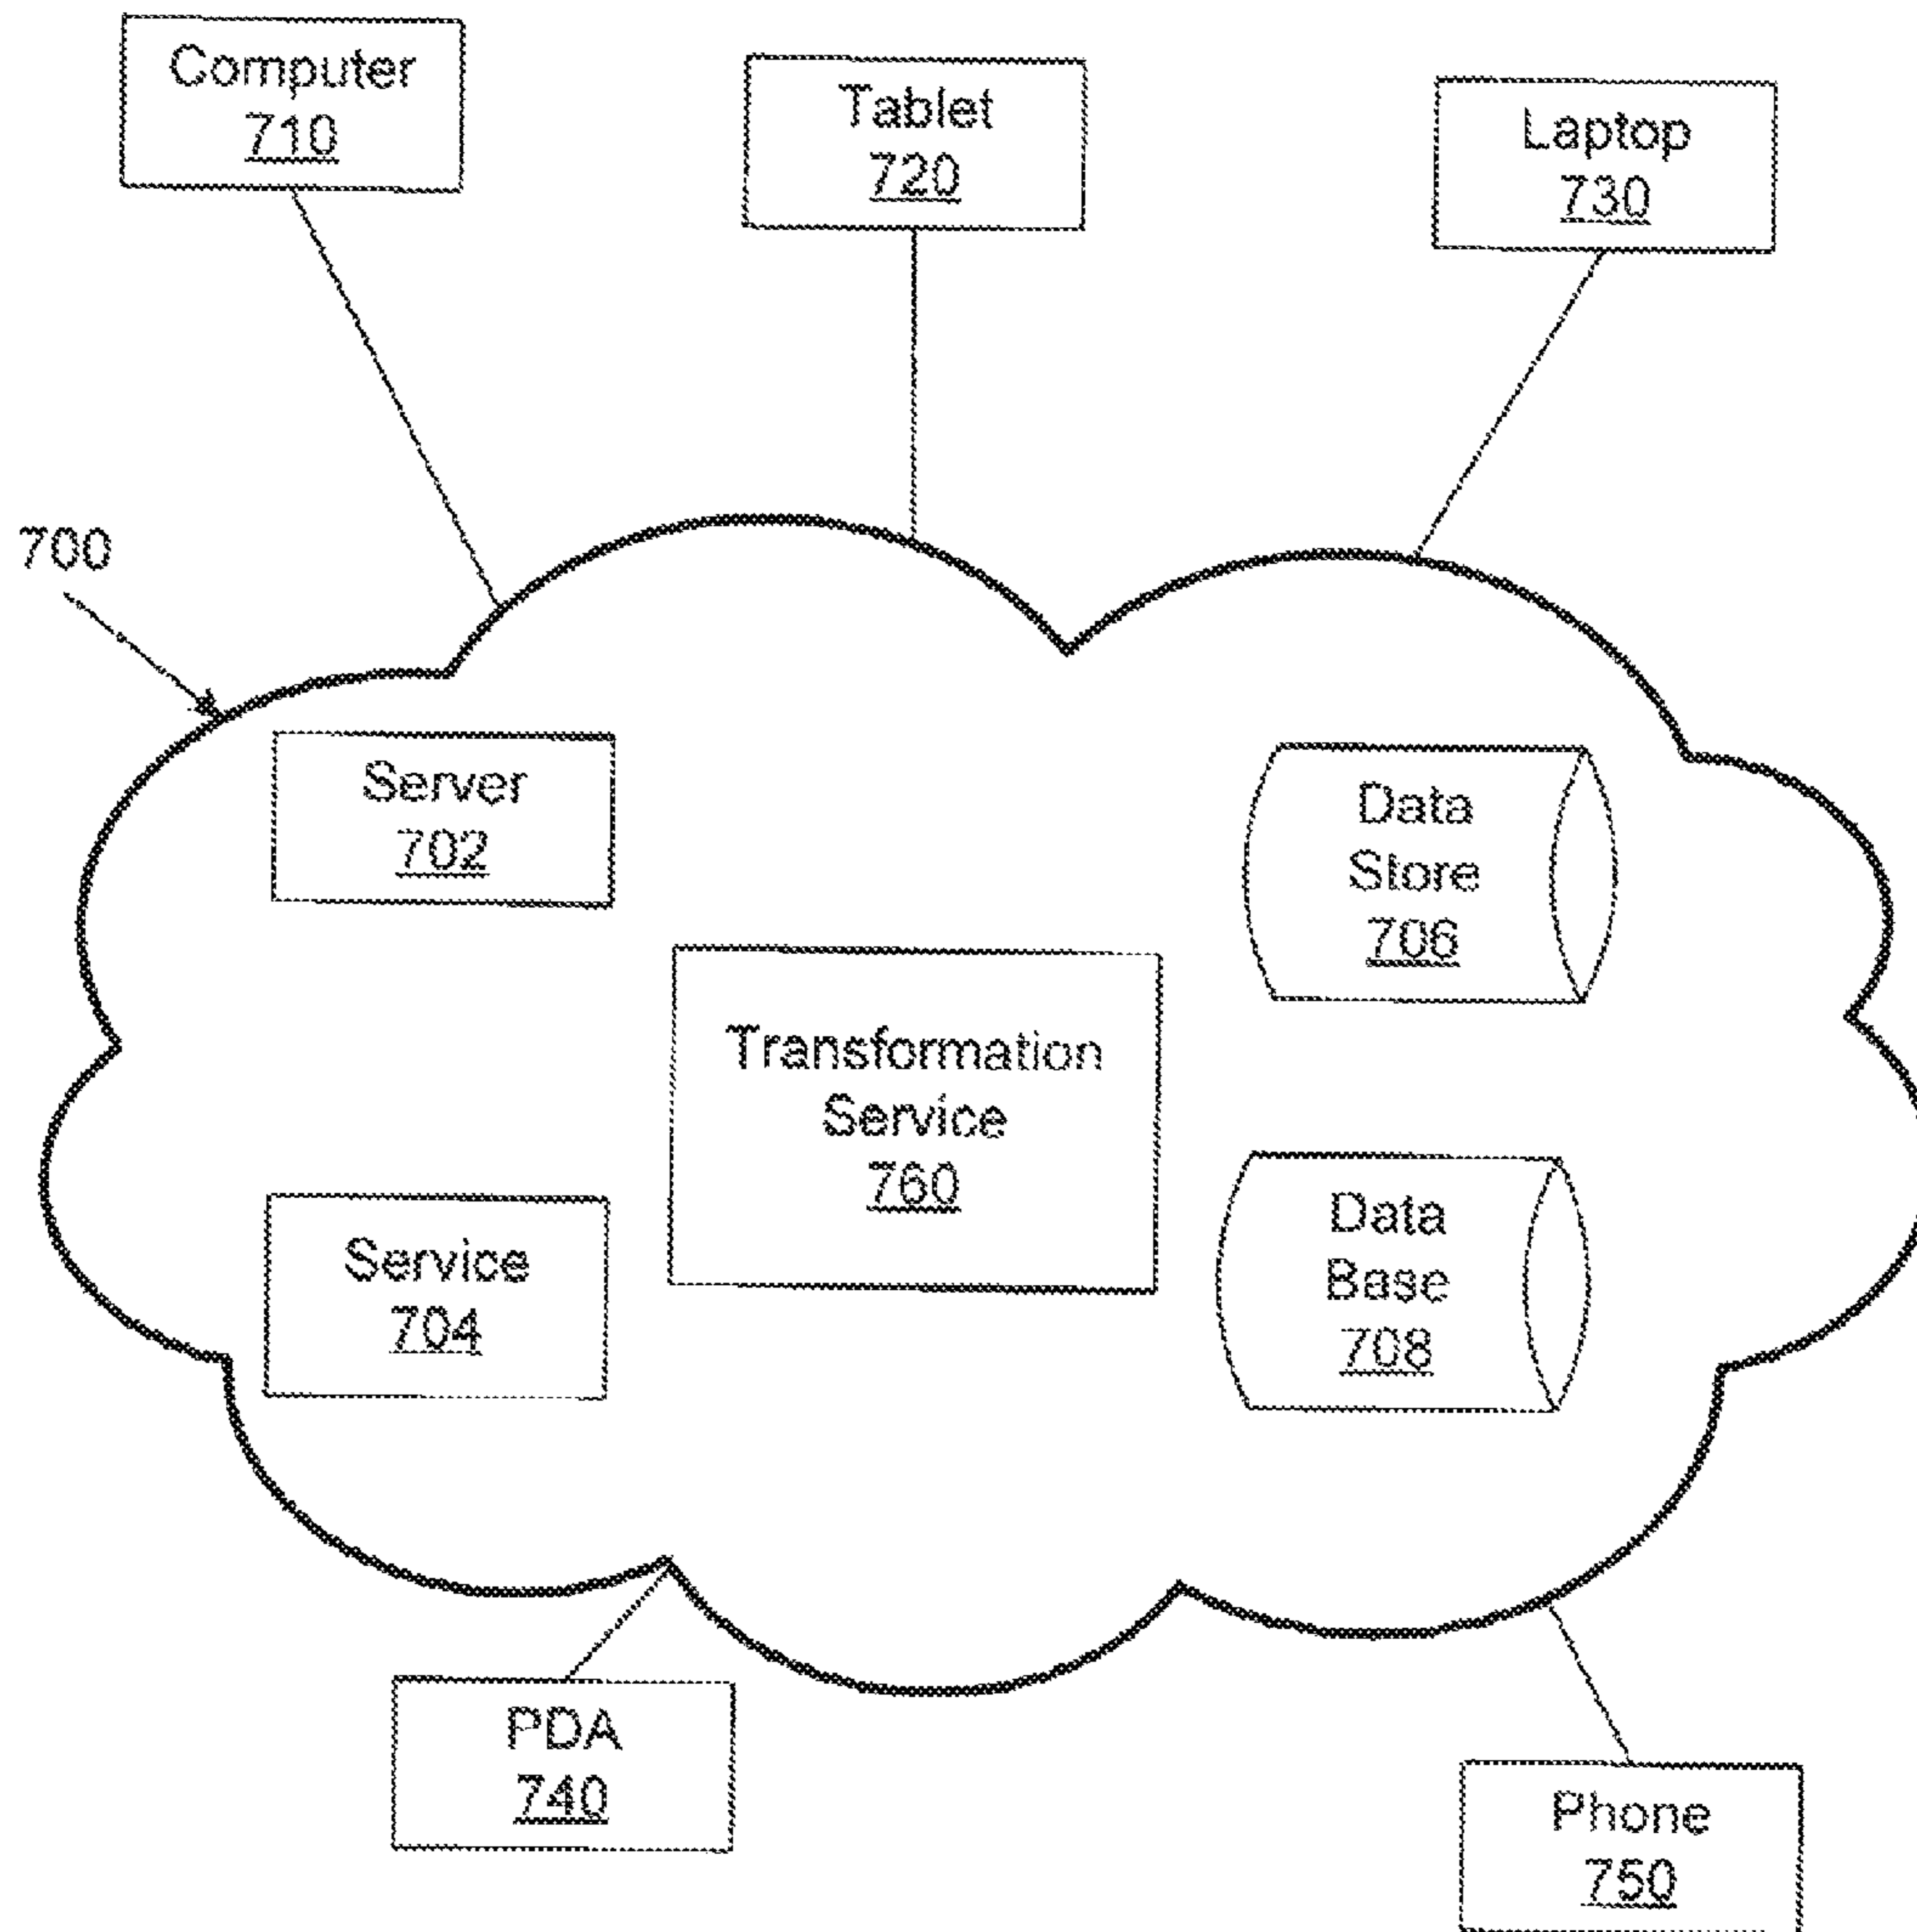 Computer
710
Tablet
720
Laptop
730
700
Server
702
Data
Store
706
Transformation
Service
760
Service
704
Data
Base
708
PDA
740
Phone
750